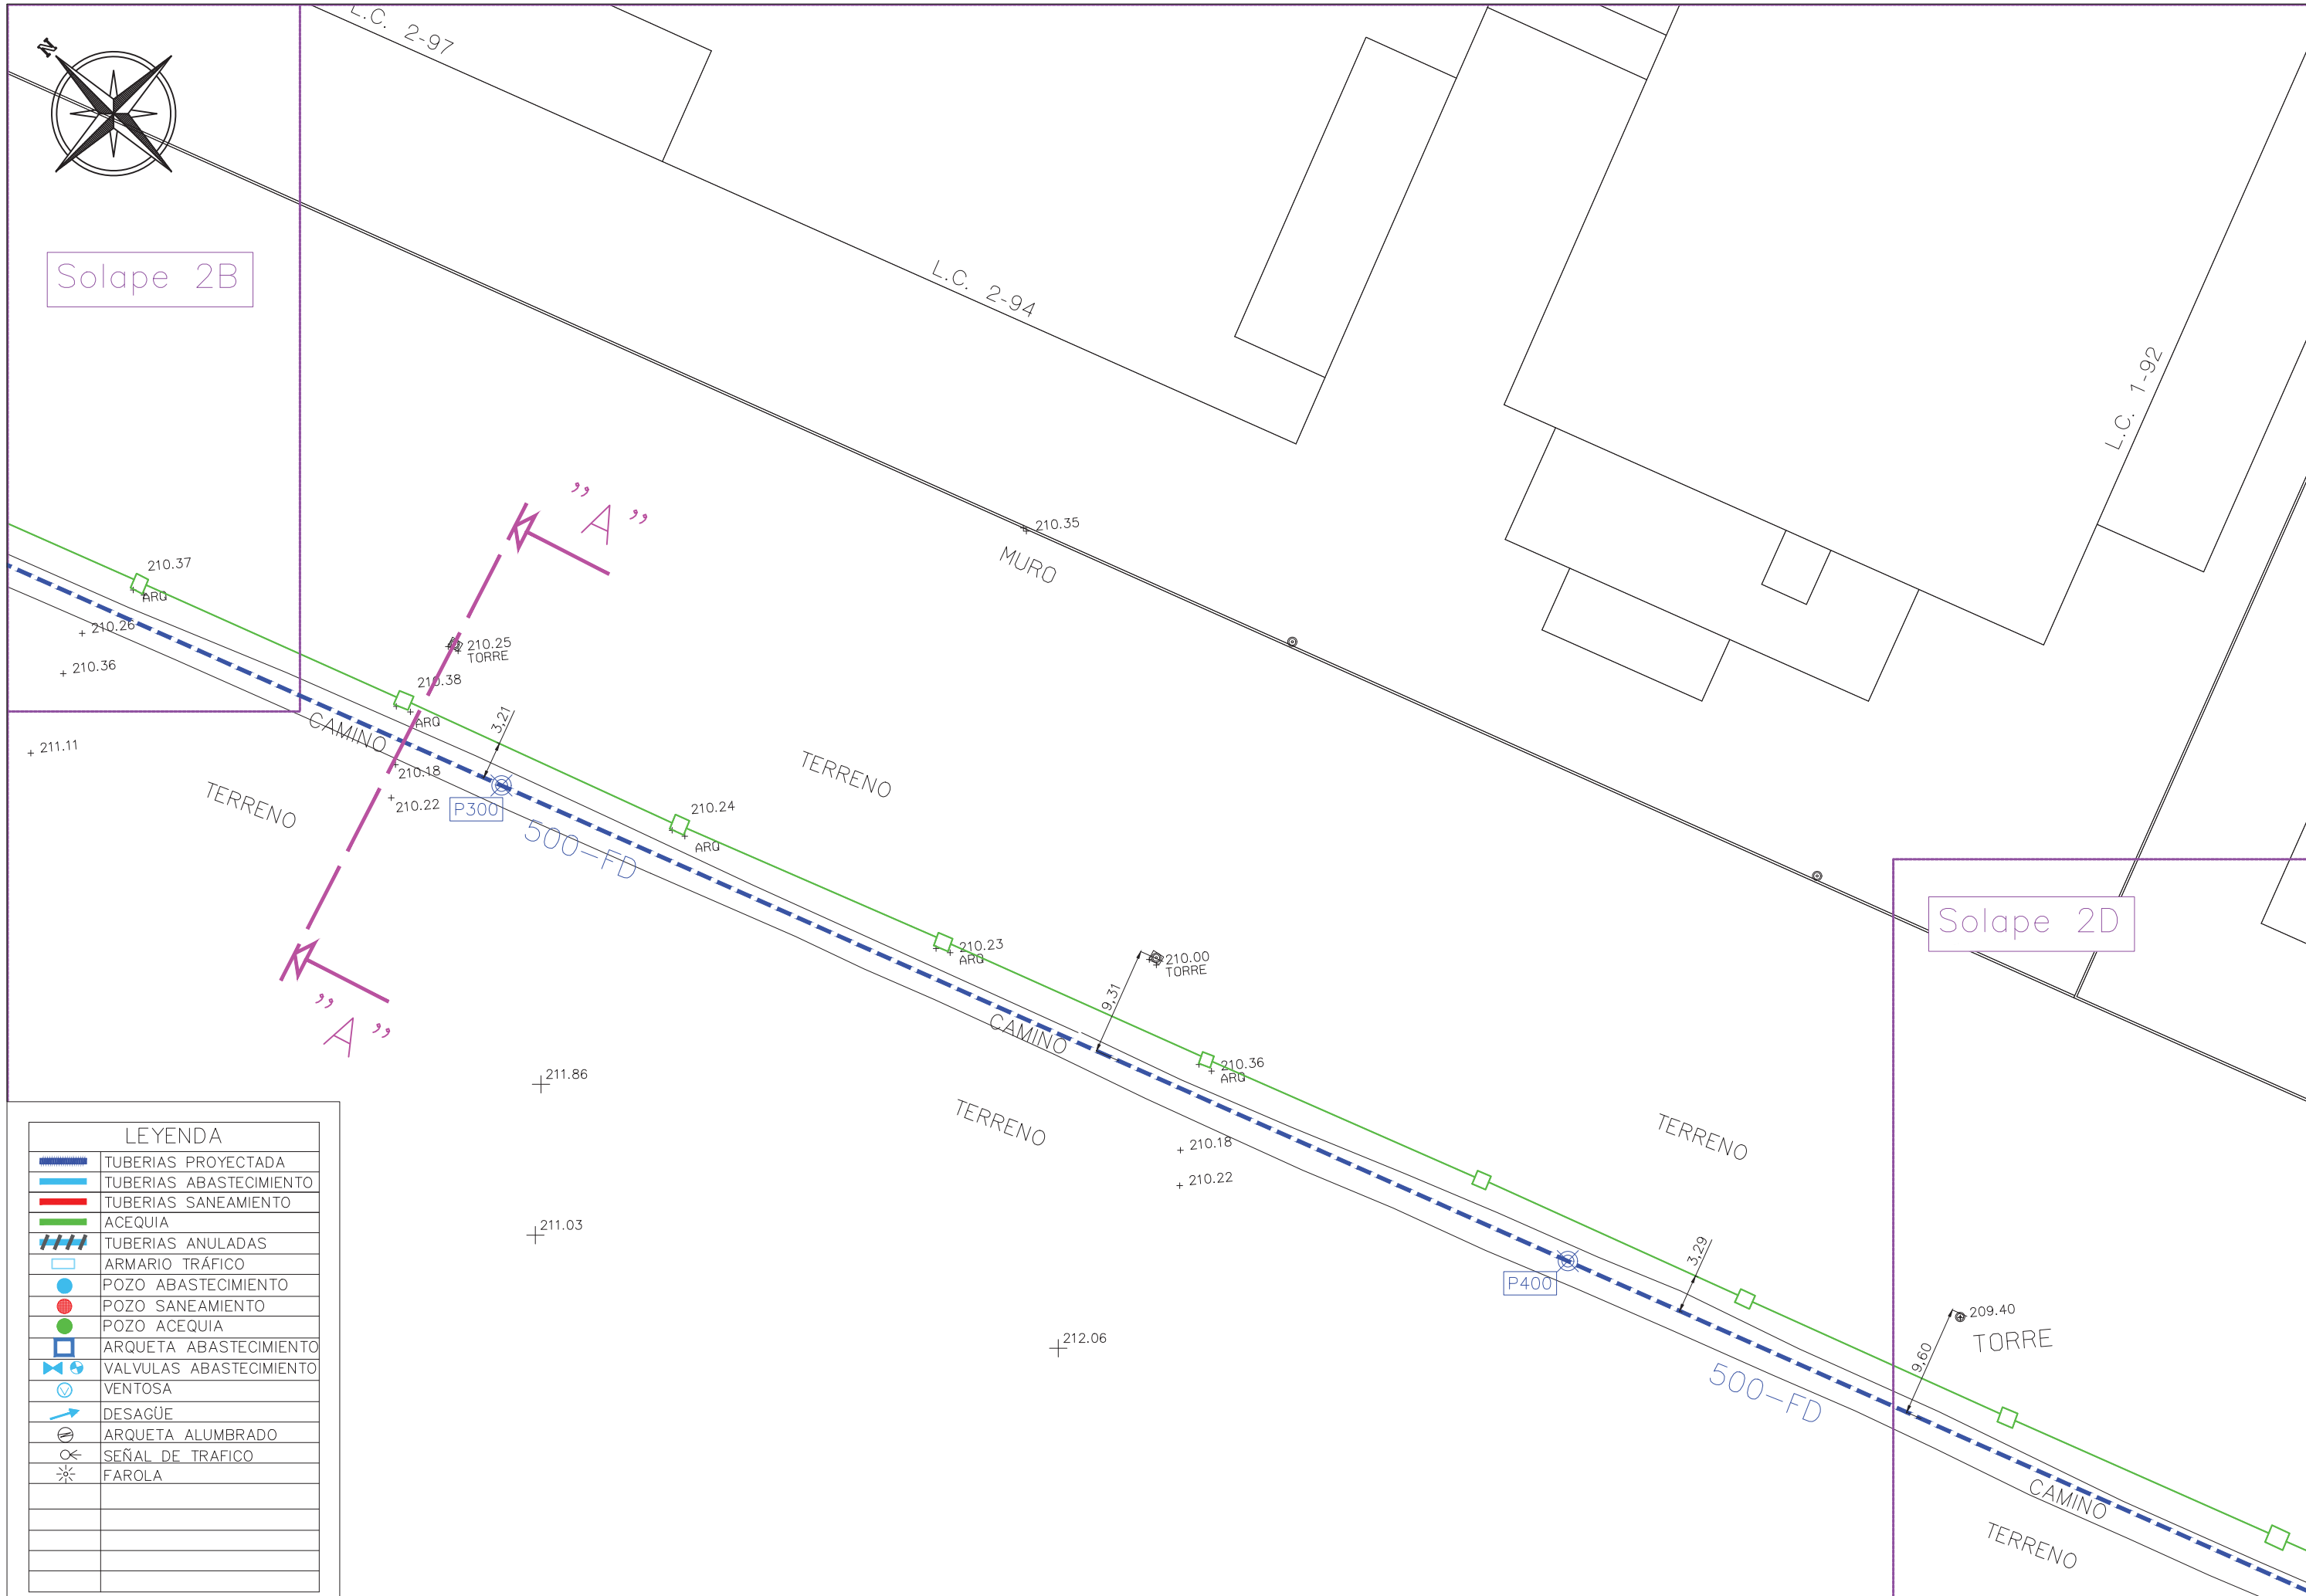 L.C. 2-97
N
Solape 2B
L.C. 2-94
L.C. 1-92
"A"
210.35
MURO
210.37
ARQ
210.26
210.36
210.25
TORRE
210.38
ARQ
3,21
CAMINO
211.11
210.18
TERRENO
210.22
P300
TERRENO
210.24
ARQ
500-FD
Solape 2D
210.23
ARQ
210.00
TORRE
9,31
"A"
CAMINO
210.36
ARQ
211.86
TERRENO
210.18
210.22
TERRENO
211.03
3,29
P400
209.40
TORRE
212.06
9,60
500-FD
CAMINO
TERRENO
LEYENDA
TUBERIAS PROYECTADA
TUBERIAS ABASTECIMIENTO
TUBERIAS SANEAMIENTO
ACEQUIA
TUBERIAS ANULADAS
ARMARIO TRÁFICO
POZO ABASTECIMIENTO
POZO SANEAMIENTO
POZO ACEQUIA
ARQUETA ABASTECIMIENTO
VALVULAS ABASTECIMIENTO
VENTOSA
DESAGÜE
ARQUETA ALUMBRADO
SEÑAL DE TRAFICO
FAROLA